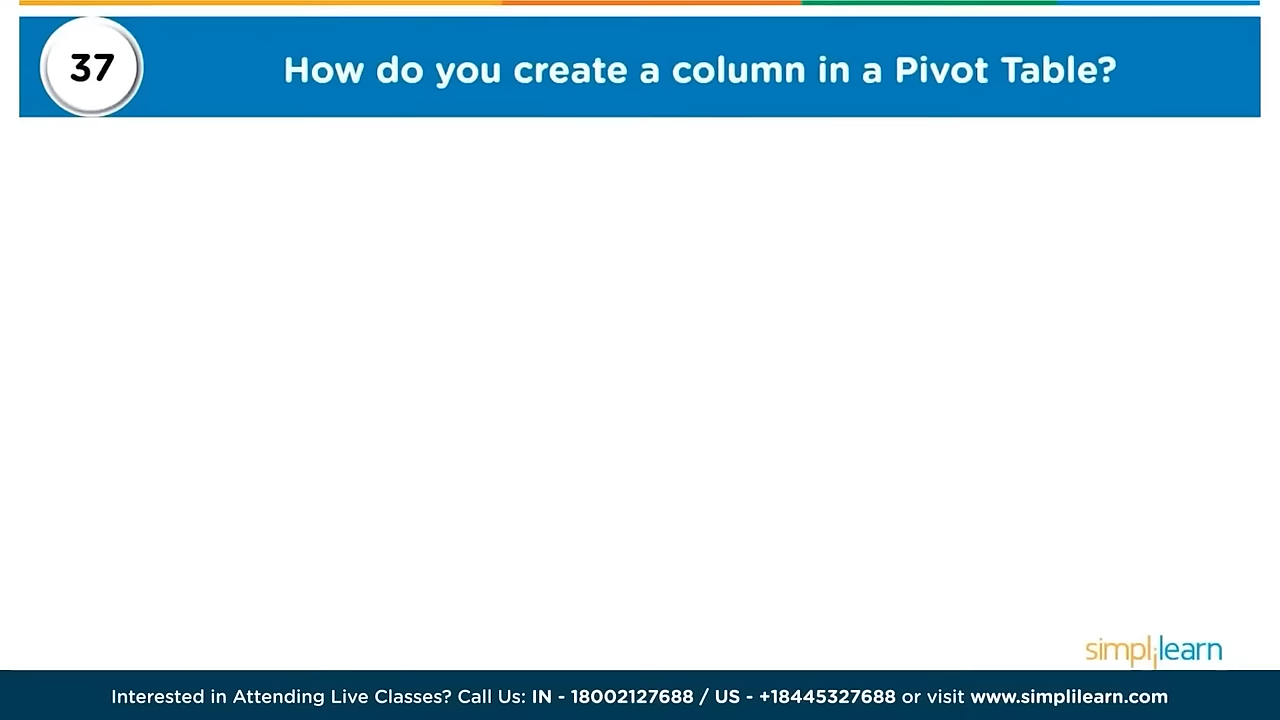 37
How do you create a column in a Pivot Table?
simplilearn
Interested in Attending Live Classes? Call Us: IN - 18002127688 / US - +18445327688 or visit www.simplilearn.com